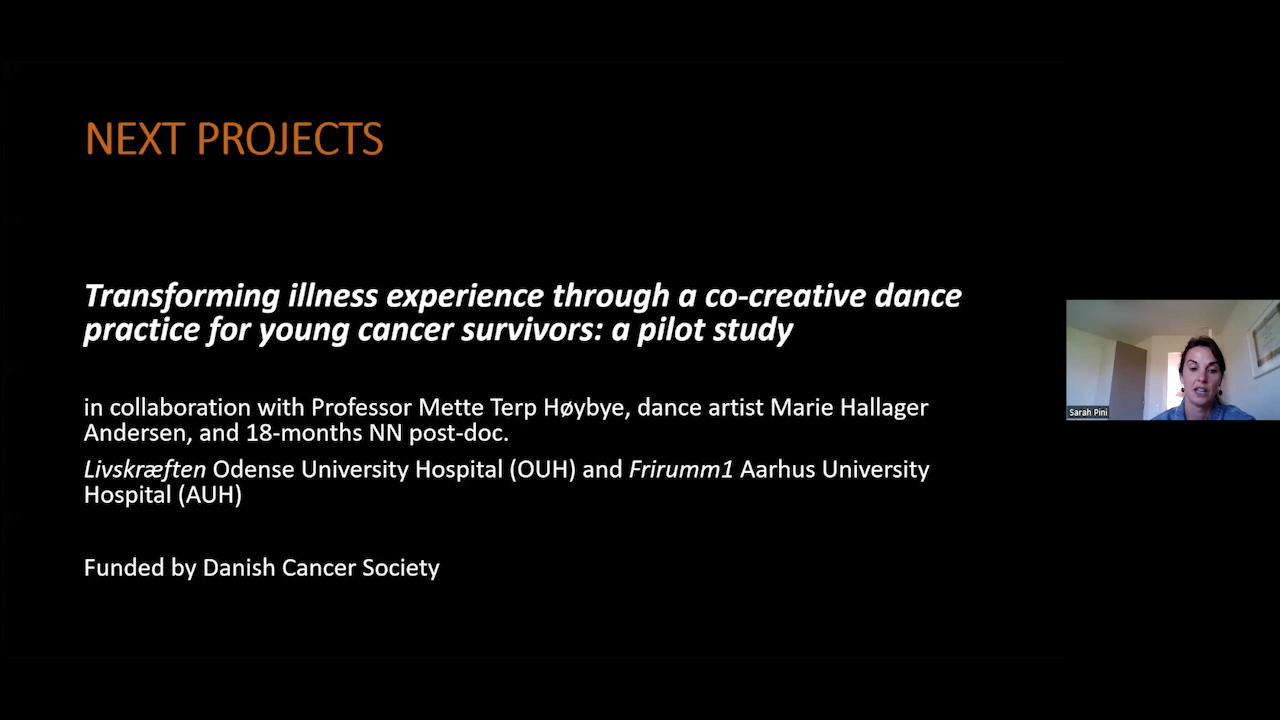 NEXT PROJECTS
Transforming illness experience through a co-creative dance
practice for young cancer survivors: a pilot study
in collaboration with Professor Mette Terp Høybye, dance artist Marie Hallager
Andersen, and 18-months NN post-doc.
Livskræften Odense University Hospital (OUH) and Frirumm1 Aarhus University
Hospital (AUH)
Funded by Danish Cancer Society
Sarah Pini